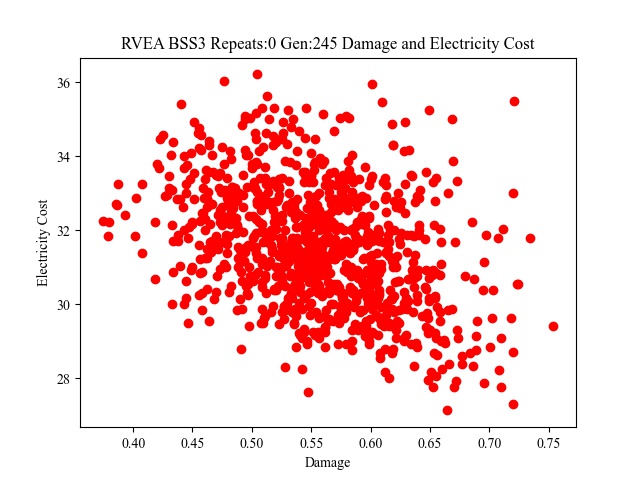 RVEA BSS3 Repeats:0 Gen:245 Damage and Electricity Cost
36
34
32
30
28
Electricity Cost
0.40 0.45 0.50 0.55 0.60 0.65 0.70 0.75
Damage